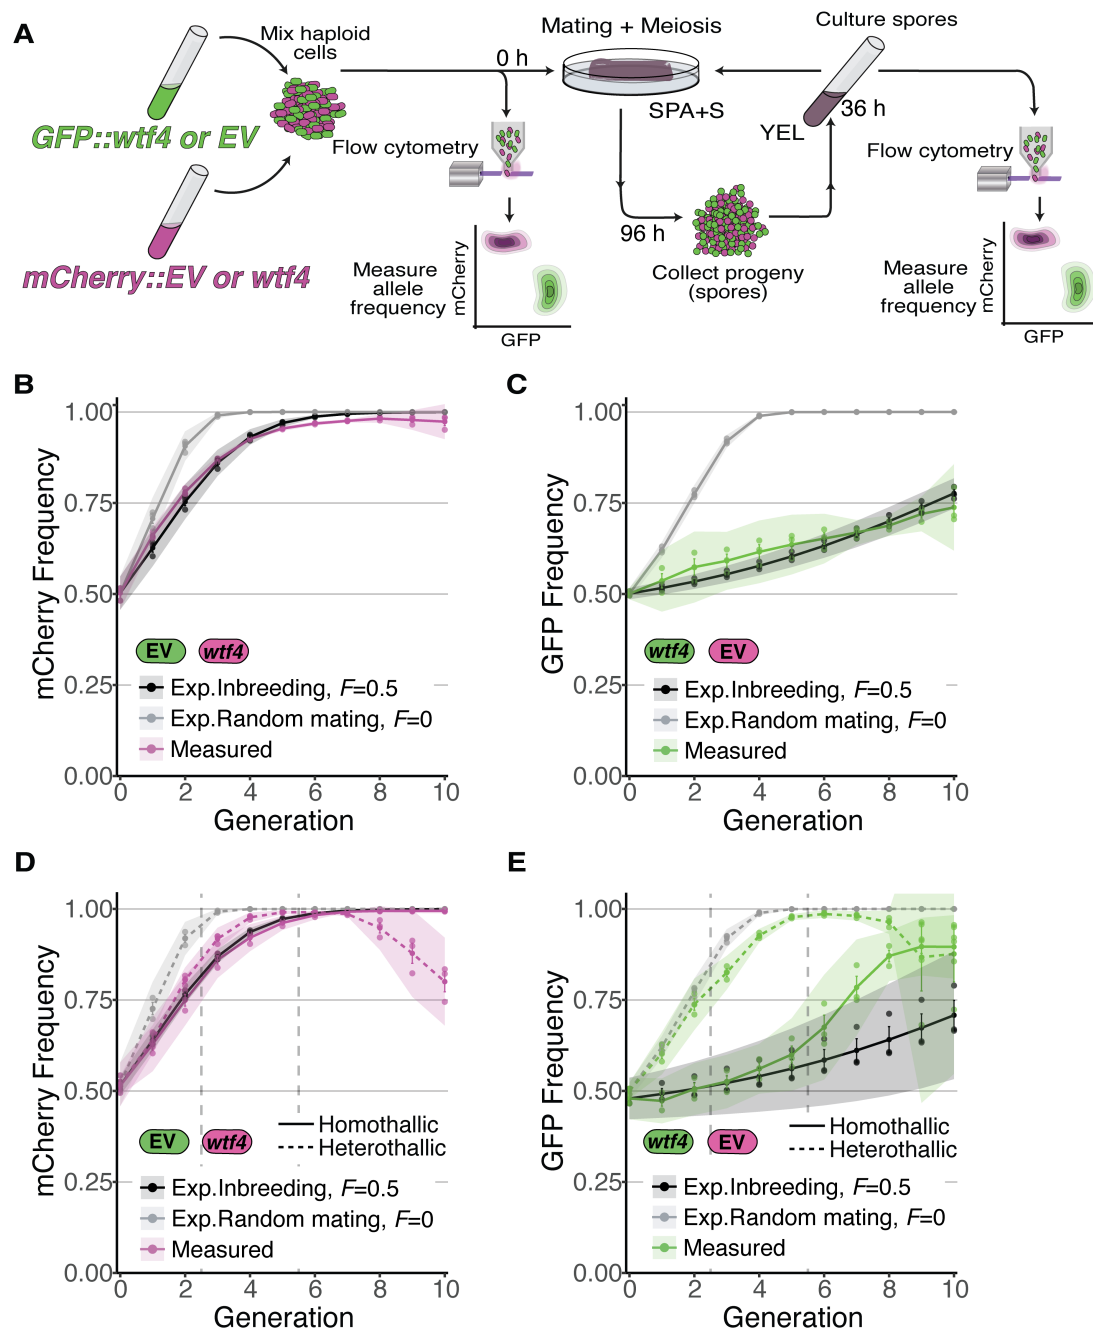 A
Mix haploid
cells
GFP::wtf4 or EV
mCherry::EV or wtf4
0 h
Flow cytometry
Measure
allele
frequency
mCherry
GFP
Mating + Meiosis
SPA+S
96 h
Collect progeny
(spores)
Culture spores
YEL
36 h
Flow cytometry
Measure
allele
frequency
mCherry
GFP
B
mCherry Frequency
1.00
0.75
0.50
0.25
0.00
EV
wtf4
Exp.Inbreeding, F=0.5
Exp.Random mating, F=0
Measured
0 2 4 6 8 10
Generation
C
GFP Frequency
1.00
0.75
0.50
0.25
0.00
wtf4
EV
Exp.Inbreeding, F=0.5
Exp.Random mating, F=0
Measured
0 2 4 6 8 10
Generation
D
mCherry Frequency
1.00
0.75
0.50
0.25
0.00
Homothallic
Heterothallic
EV
wtf4
Exp.Inbreeding, F=0.5
Exp.Random mating, F=0
Measured
0 2 4 6 8 10
Generation
E
GFP Frequency
1.00
0.75
0.50
0.25
0.00
Homothallic
Heterothallic
wtf4
EV
Exp.Inbreeding, F=0.5
Exp.Random mating, F=0
Measured
0 2 4 6 8 10
Generation